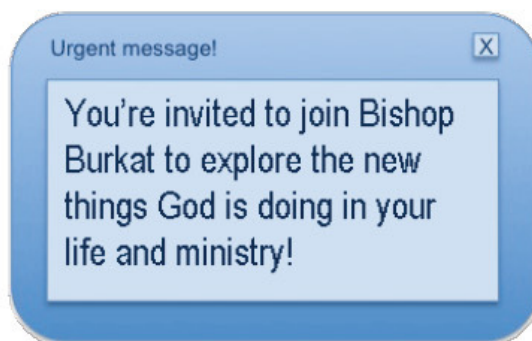 Urgent message!
X
You're invited to join Bishop
Burkat to explore the new
things God is doing in your
life and ministry!